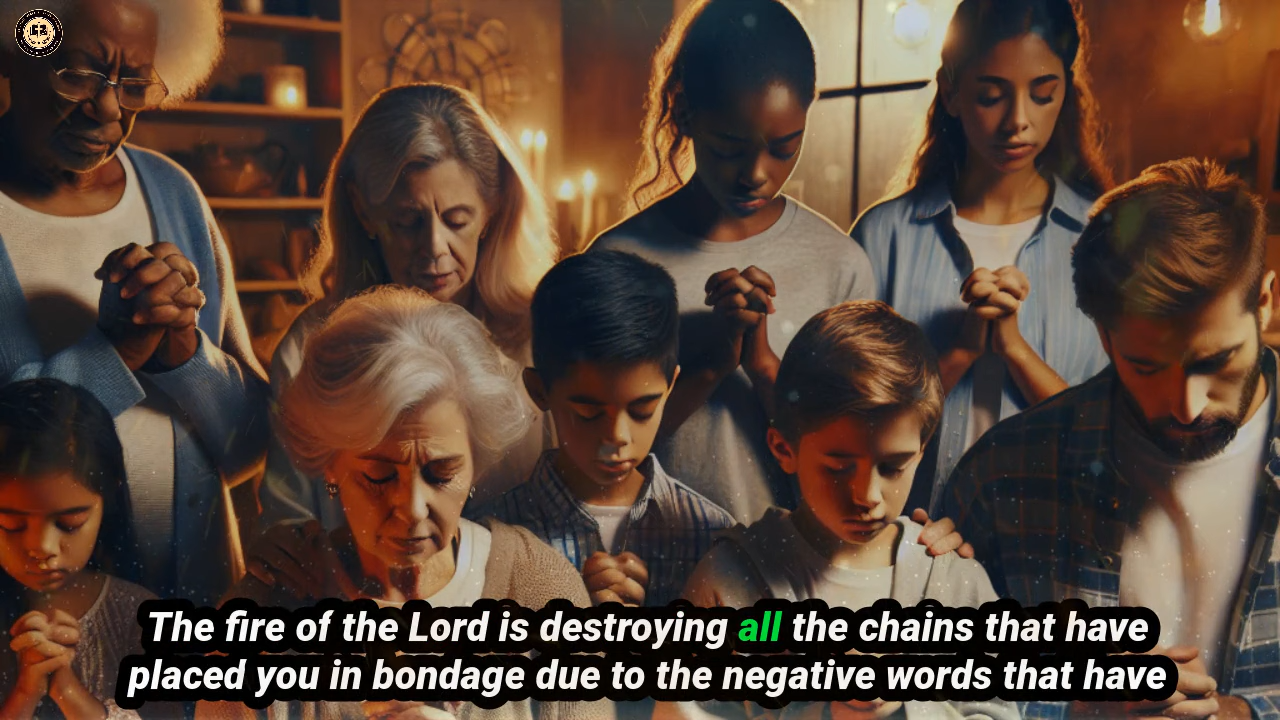 The fire of the Lord is destroying all the chains that have
placed you in bondage due to the negative words that have